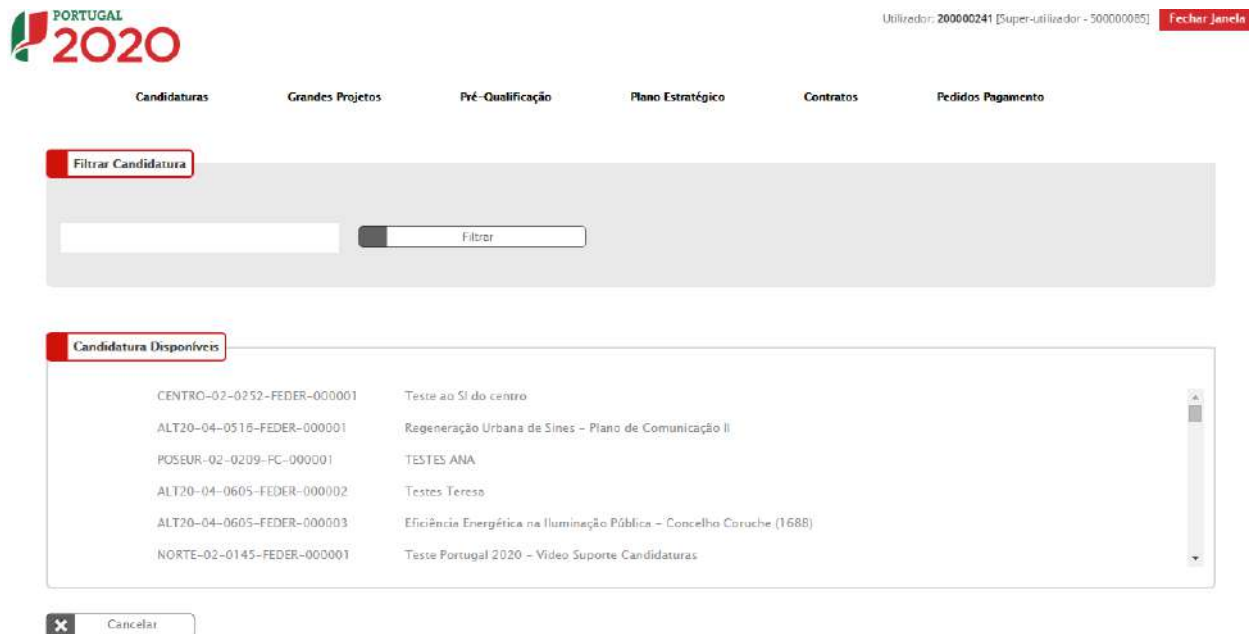 PORTUGAL
2020
Utilizador: 200000241 [Super-utilizador - 500000085]
Fechar Janela
Candidaturas
Grandes Projetos
Pré-Qualificação
Plano Estratégico
Contratos
Pedidos Pagamento
Filtrar Candidatura
Filtrar
Candidatura Disponíveis
CENTRO-02-0252-FEDER-000001 Teste ao SI do centro
ALT20-04-0516-FEDER-000001 Regeneração Urbana de Sines - Plano de Comunicação II
POSEUR-02-0209-FC-000001 TESTES ANA
ALT20-04-0605-FEDER-000002 Testes Teresa
ALT20-04-0605-FEDER-000003 Eficiência Energética na Iluminação Pública - Concelho Coruche (1688)
NORTE-02-0145-FEDER-000001 Teste Portugal 2020 - Video Suporte Candidaturas
Cancelar